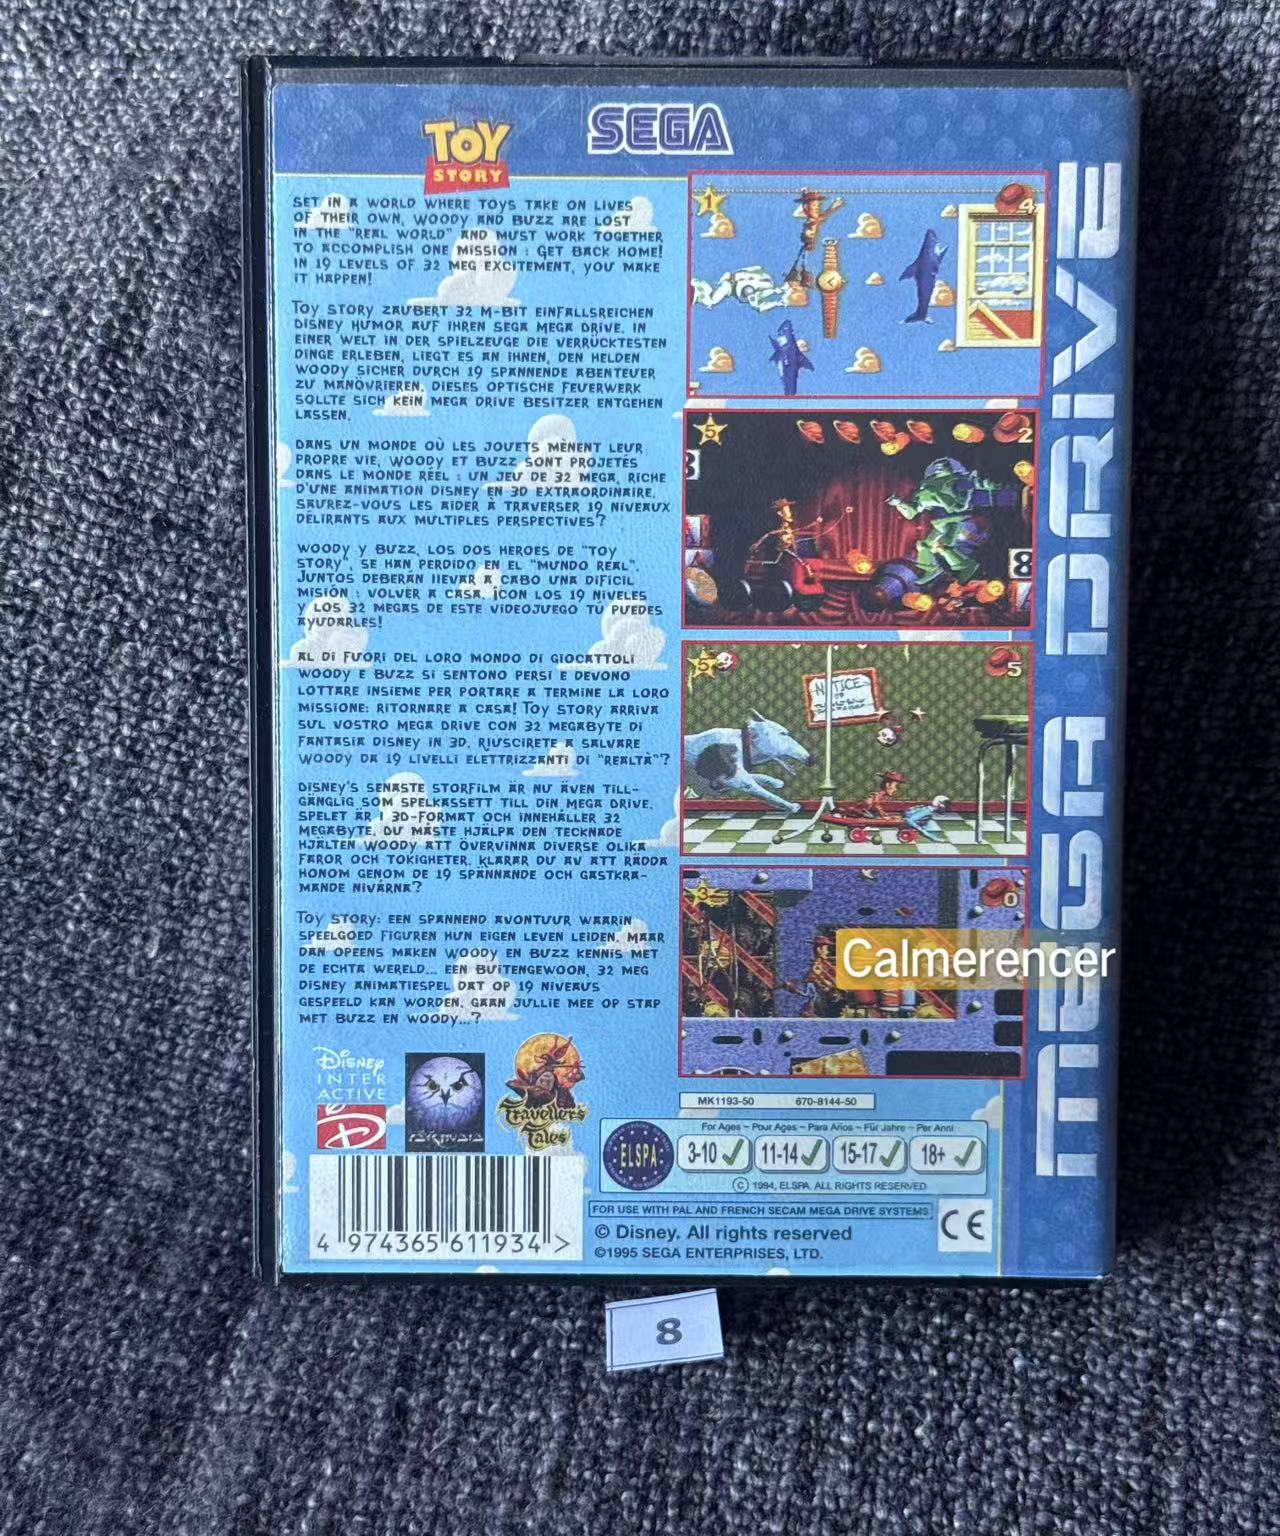 TOY
STORY
SEGA
SET IN A WORLD WHERE TOYS TAKE ON LIVES
OF THEIR OWN, WOODY AND BUZZ ARE LOST
IN THE "REAL WORLD" AND MUST WORK TOGETHER
TO ACCOMPLISH ONE MISSION : GET BACK HOME!
IN 19 LEVELS OF 32 MEG EXCITEMENT, YOU MAKE
IT HAPPEN!
TOY STORY ZAUBERT 32 M-BIT EINFALLSREICHEN
DISNEY HUMOR AUF IHREN SEGA MEGA DRIVE. IN
EINER WELT IN DER SPIELZEUGE DIE VERRÜCKTESTEN
DINGE ERLEBEN, LIEGT ES AN IHNEN, DEN HELDEN
WOODY SICHER DURCH 19 SPANNENDE ABENTEUER
ZU MANÖVRIEREN. DIESES OPTISCHE FEUERWERK
SOLLTE SICH KEIN MEGA DRIVE BESITZER ENTGEHEN
LASSEN.
DANS UN MONDE OÙ LES JOUETS MÈNENT LEUR
PROPRE VIE, WOODY ET BUZZ SONT PROJETÉS
DANS LE MONDE RÉEL : UN JEU DE 32 MEGA, RICHE
D'UNE ANIMATION DISNEY EN 3D EXTRAORDINAIRE.
SAUREZ-VOUS LES AIDER À TRAVERSER 19 NIVEAUX
DÉLIRANTS AUX MULTIPLES PERSPECTIVES?
WOODY Y BUZZ, LOS DOS HEROES DE "TOY
STORY", SE HAN PERDIDO EN EL "MUNDO REAL".
JUNTOS DEBERÁN llEVAR A CABO UNA DIFÍCIL
MISIÓN : VOLVER A CASA. ¡CON LOS 19 NIVELES
Y LOS 32 MEGAS DE ESTE VIDEOJUEGO TÚ PUEDES
AYUDARLES!
AL DI FUORI DEL LORO MONDO DI GIOCATTOLI
WOODY E BUZZ SI SENTONO PERSI E DEVONO
LOTTARE INSIEME PER PORTARE A TERMINE LA LORO
MISSIONE: RITORNARE A CASA! TOY STORY ARRIVA
SUL VOSTRO MEGA DRIVE CON 32 MEGABYTE DI
FANTASIA DISNEY IN 3D. RIUSCIRETE A SALVARE
WOODY DA 19 LIVELLI ELETTRIZZANTI DI "REALTÀ"?
DISNEY'S SENASTE STORFILM ÄR NU ÄVEN TILL-
GÄNGLIG SOM SPELKASSETT TILL DIN MEGA DRIVE.
SPELET ÄR I 3D-FORMAT OCH INNEHÅLLER 32
MEGABYTE. DU MÅSTE HJÄLPA DEN TECKNADE
HJÄLTEN WOODY ATT ÖVERVINNA DIVERSE OLIKA
FAROR OCH TOKIGHETER. KLARAR DU AV ATT RÄDDA
HONOM GENOM DE 19 SPÄNNANDE OCH GASTKRA-
MANDE NIVÅRNA?
TOY STORY: EEN SPANNEND AVONTUUR WAARIN
SPEELGOED FIGUREN HUN EIGEN LEVEN LEIDEN. MAAR
DAN OPEENS MAKEN WOODY EN BUZZ KENNIS MET
DE ECHTA WERELD... EEN BUITENGEWOON, 32 MEG
DISNEY ANIMATIESPEL DAT OP 19 NIVEAUS
GESPEELD KAN WORDEN. GAAN JULLIE MEE OP STAP
MET BUZZ EN WOODY...?
1
4
5
2
8
5
NOTICE
5
3
0
MEGA DRIVE
Calmerencer
DISNEY
INTER
ACTIVE
Traveller's
Tales
MK1193-50 670-8144-50
ELSPA
For Ages – Pour Ages – Para Años – Für Jahre – Per Anni
3-10 11-14 15-17 18+
© 1994, ELSPA. ALL RIGHTS RESERVED
FOR USE WITH PAL AND FRENCH SECAM MEGA DRIVE SYSTEMS
© Disney. All rights reserved
©1995 SEGA ENTERPRISES, LTD.
CE
4 974365 611934 >
8